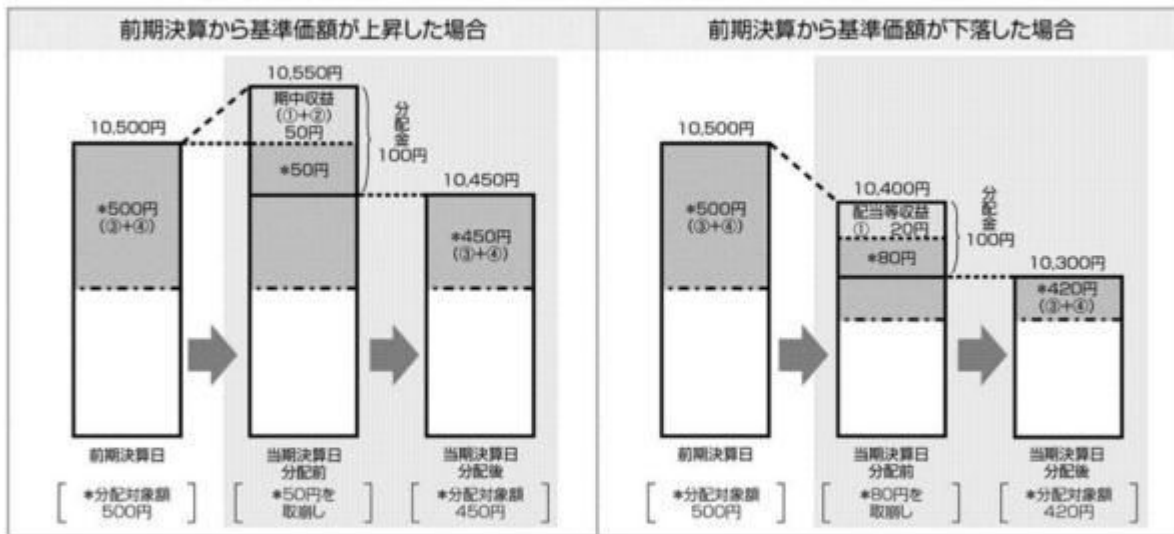 前期決算から基準価額が上昇した場合
10,500円
*500円
(③+④)
10,550円
期中収益
(①+②)
50円
*50円
分配金
100円
10,450円
*450円
(③+④)
前期決算日
当期決算日
分配前
当期決算日
分配後
*分配対象額
500円
*50円を
取崩し
*分配対象額
450円
前期決算から基準価額が下落した場合
10,500円
*500円
(③+④)
10,400円
配当等収益
① 20円
*80円
分配金
100円
10,300円
*420円
(③+④)
前期決算日
当期決算日
分配前
当期決算日
分配後
*分配対象額
500円
*80円を
取崩し
*分配対象額
420円